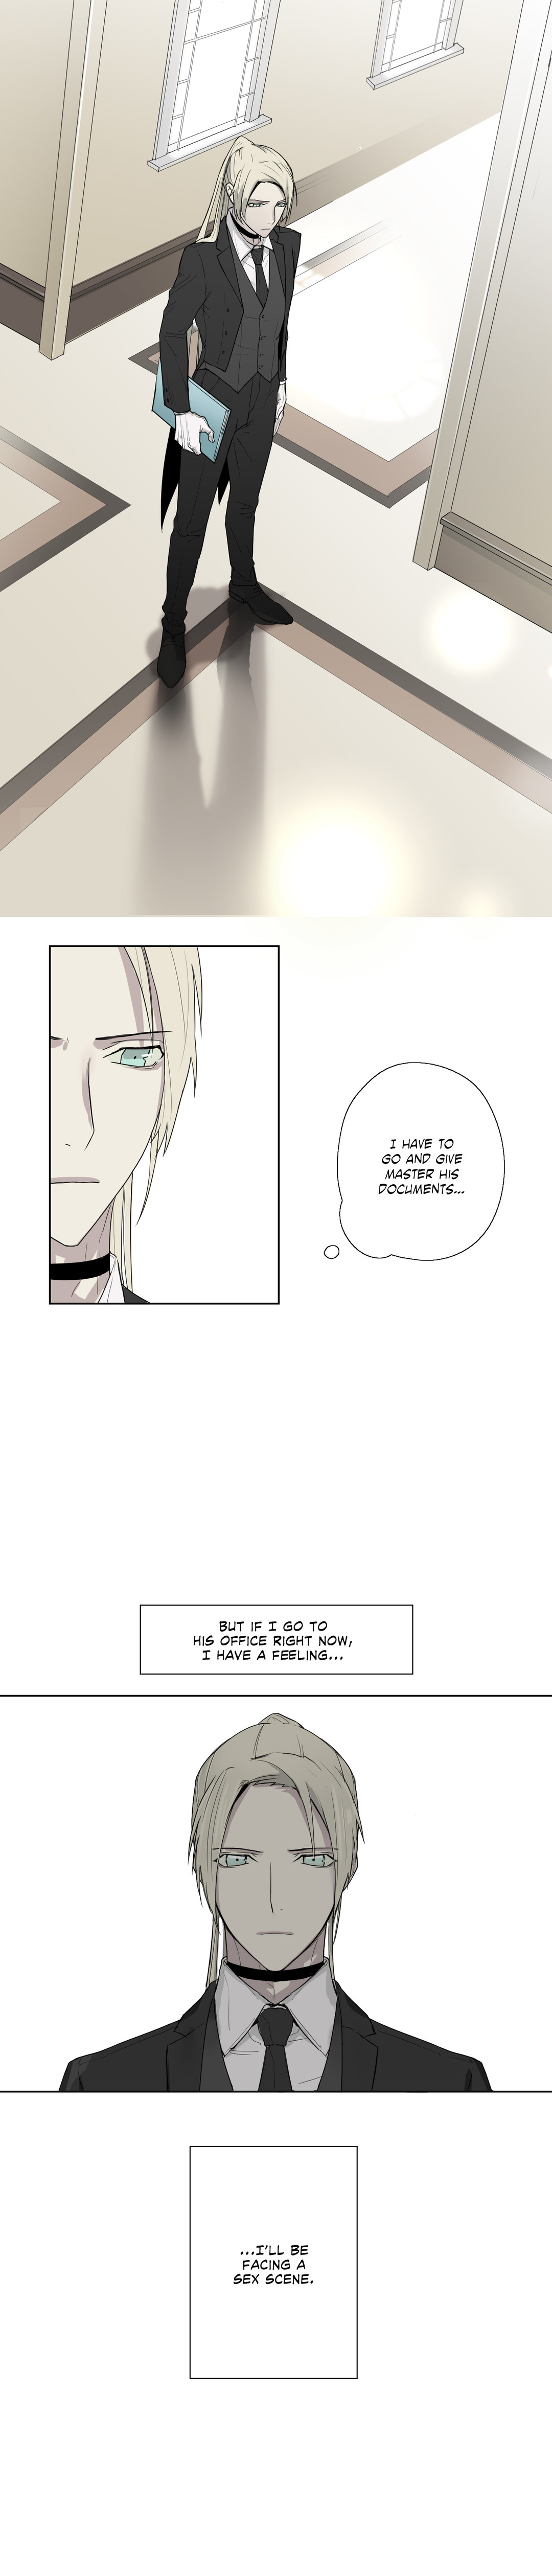 I HAVE TO
GO AND GIVE
MASTER HIS
DOCUMENTS...
BUT IF I GO TO
HIS OFFICE RIGHT NOW,
I HAVE A FEELING...
...I'LL BE
FACING A
SEX SCENE.